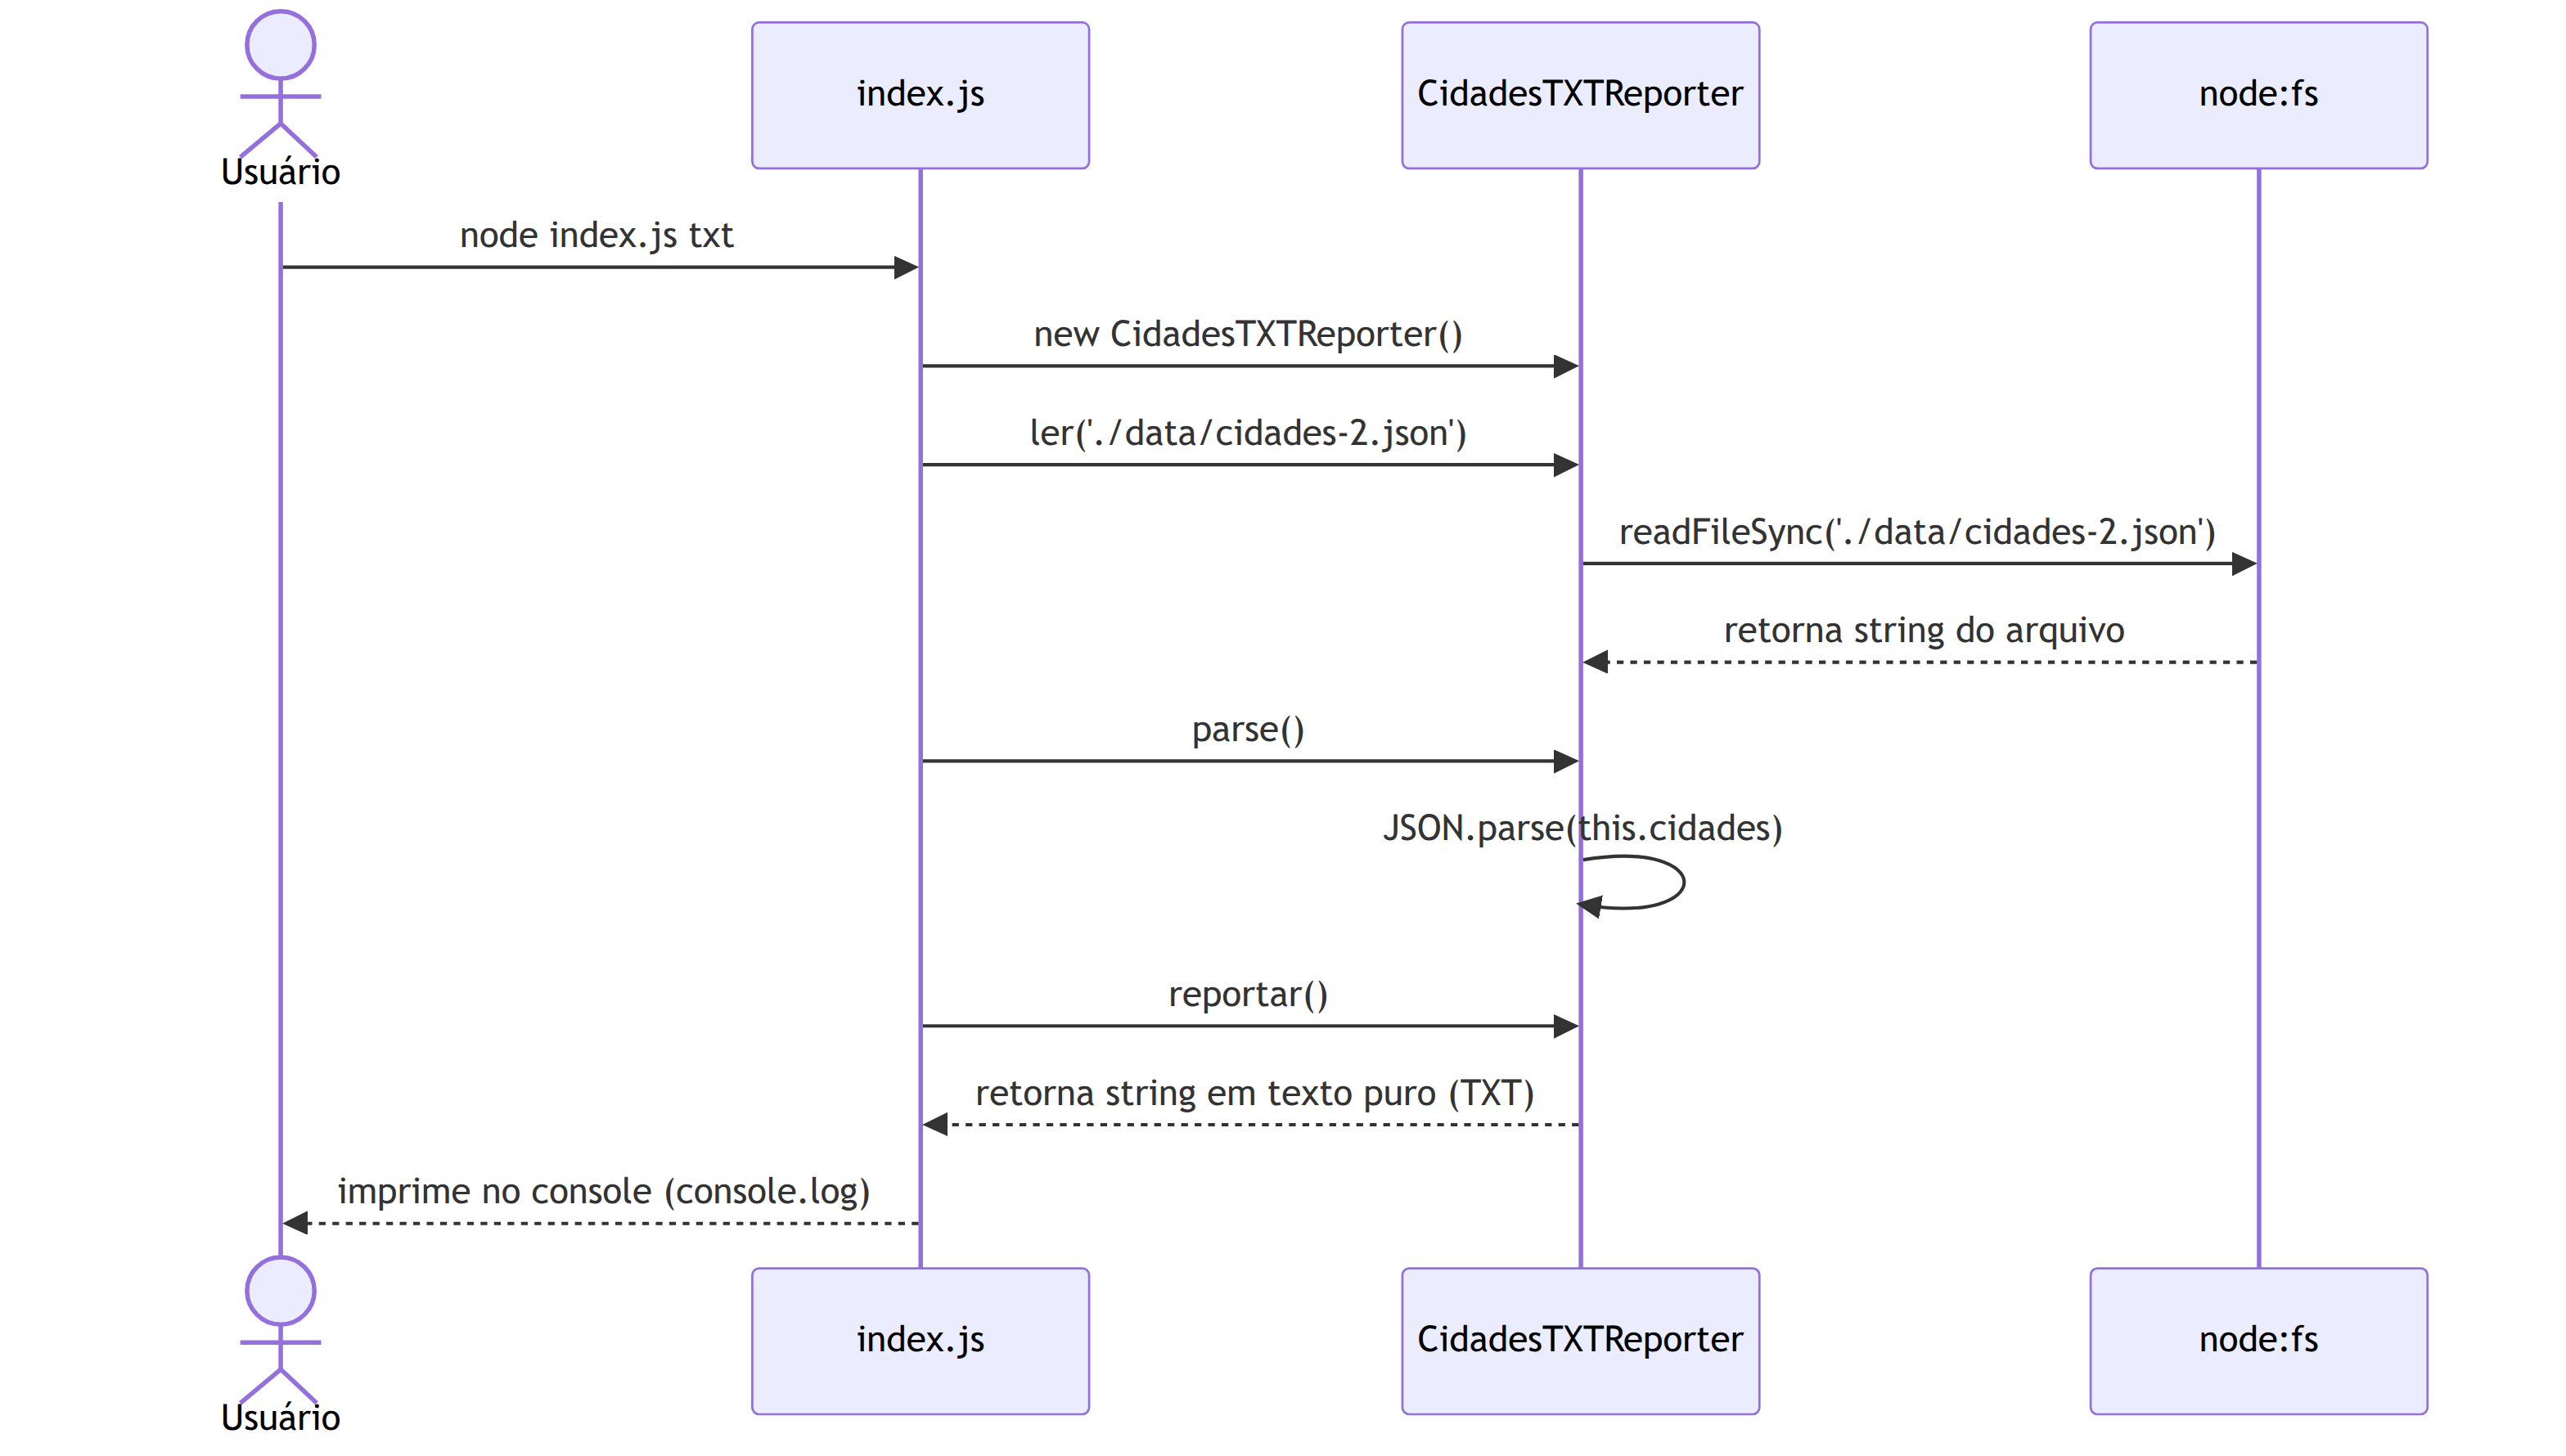 Usuário
index.js
CidadesTXTReporter
node:fs
node index.js txt
new CidadesTXTReporter()
ler('./data/cidades-2.json')
readFileSync('./data/cidades-2.json')
retorna string do arquivo
parse()
JSON.parse(this.cidades)
reportar()
retorna string em texto puro (TXT)
imprime no console (console.log)
Usuário
index.js
CidadesTXTReporter
node:fs